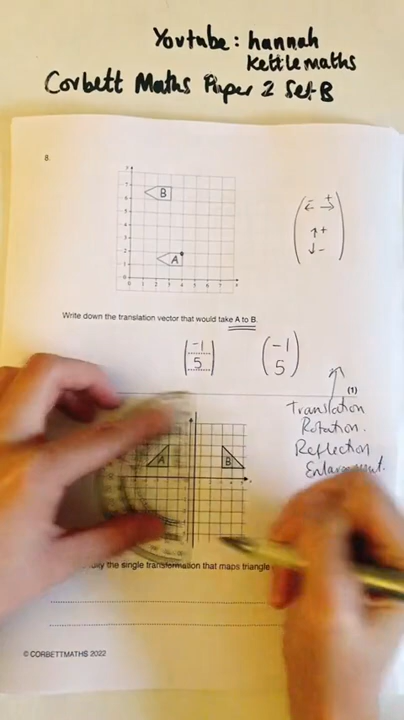 Youtube: hannah
Kettlemaths
Corbett Maths Paper 2 Set B
8.
B
A
Write down the translation vector that would take A to B.
-1
5
-1
5
(1)
Translation
Rotation.
Reflection
Enlargement.
A
B
the single transformation that maps triangle
© CORBETTMATHS 2022